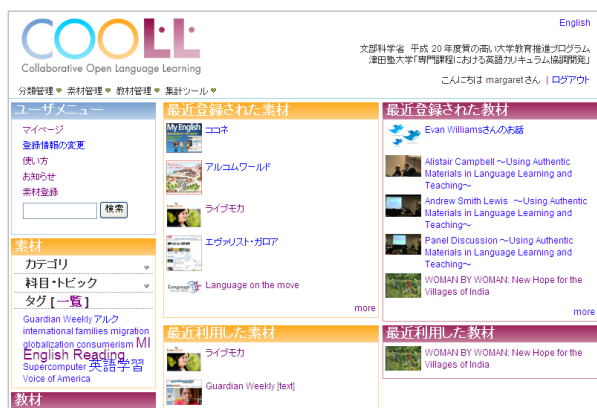 English
COOLL
Collaborative Open Language Learning
文部科学省 平成 20 年度質の高い大学教育推進プログラム
津田塾大学「専門課程における英語カリキュラム協調開発」
こんにちは margaretさん | ログアウト
分類管理 素材管理 教材管理 集計ツール
ユーザメニュー
マイページ
登録情報の変更
使い方
お知らせ
素材登録
検索
素材
カテゴリ
科目・トピック
タグ [一覧]
Guardian Weekly アルク
international families migration
globalization consumerism MI
English Reading
Supercomputer 英語学習
Voice of America
教材
最近登録された素材
My English
ココネ
アルコムワールド
ライブモカ
エヴァリスト・ガロア
Language on the move
more
最近利用した素材
ライブモカ
Guardian Weekly [text]
最近登録された教材
Evan Williamsさんのお話
Alistair Campbell ～Using Authentic
Materials in Language Learning and
Teaching～
Andrew Smith Lewis ～Using Authentic
Materials in Language Learning and
Teaching～
Panel Discussion ～Using Authentic
Materials in Language Learning and
Teaching～
WOMAN BY WOMAN: New Hope for the
Villages of India
more
最近利用した教材
WOMAN BY WOMAN: New Hope for the
Villages of India